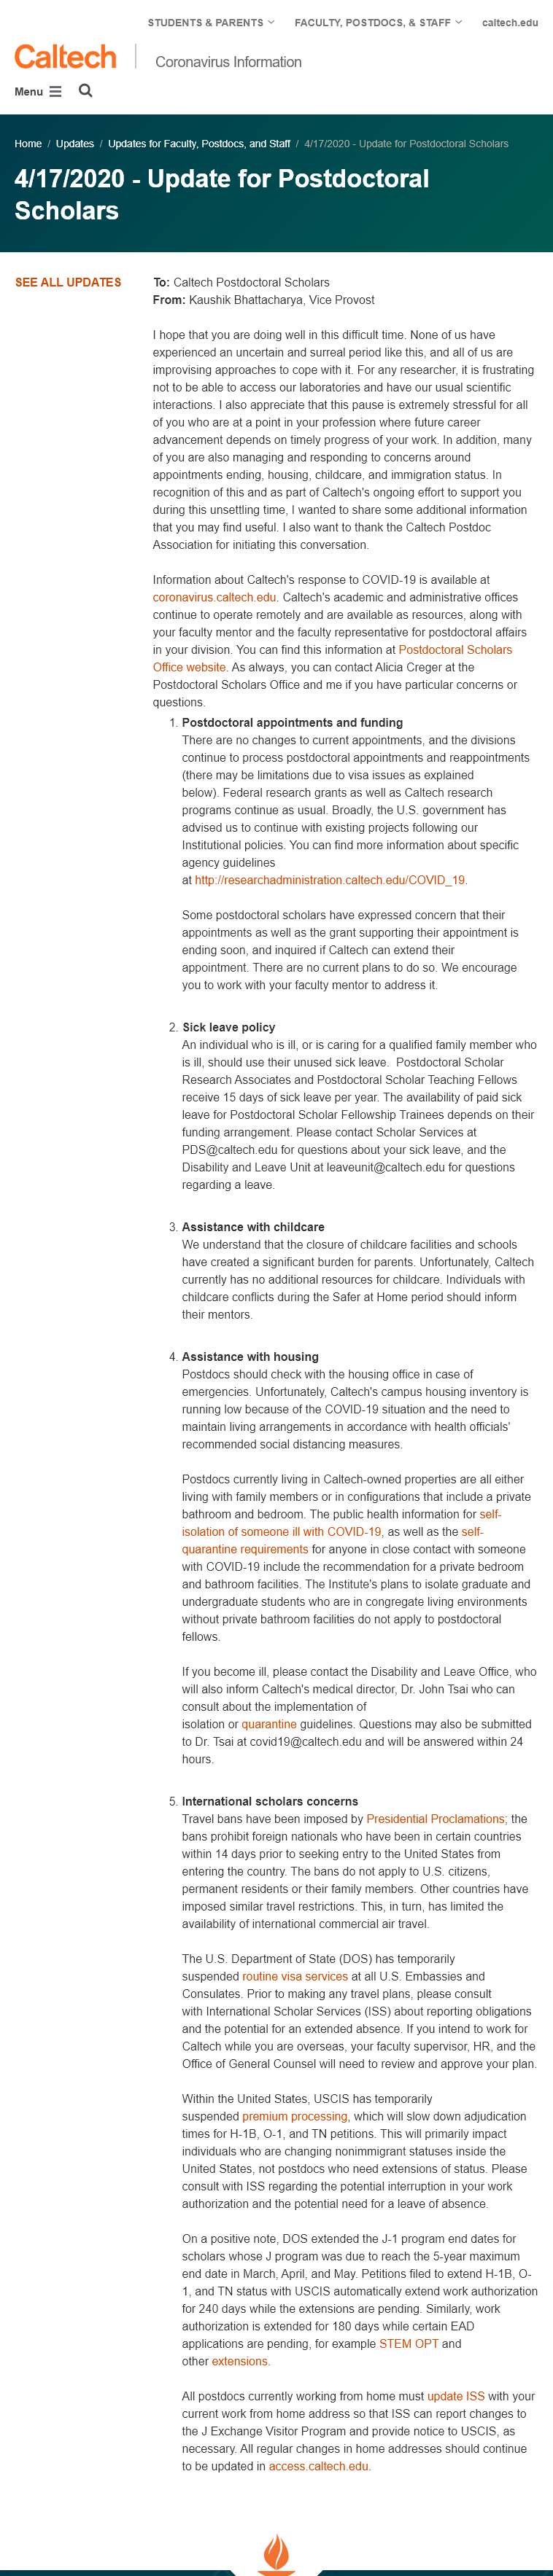 STUDENTS & PARENTS FACULTY, POSTDOCS, & STAFF caltech.edu
Caltech Coronavirus Information
Menu
Home / Updates / Updates for Faculty, Postdocs, and Staff / 4/17/2020 - Update for Postdoctoral Scholars
4/17/2020 - Update for Postdoctoral
Scholars
SEE ALL UPDATES
To: Caltech Postdoctoral Scholars
From: Kaushik Bhattacharya, Vice Provost
I hope that you are doing well in this difficult time. None of us have
experienced an uncertain and surreal period like this, and all of us are
improvising approaches to cope with it. For any researcher, it is frustrating
not to be able to access our laboratories and have our usual scientific
interactions. I also appreciate that this pause is extremely stressful for all
of you who are at a point in your profession where future career
advancement depends on timely progress of your work. In addition, many
of you are also managing and responding to concerns around
appointments ending, housing, childcare, and immigration status. In
recognition of this and as part of Caltech's ongoing effort to support you
during this unsettling time, I wanted to share some additional information
that you may find useful. I also want to thank the Caltech Postdoc
Association for initiating this conversation.
Information about Caltech's response to COVID-19 is available at
coronavirus.caltech.edu. Caltech's academic and administrative offices
continue to operate remotely and are available as resources, along with
your faculty mentor and the faculty representative for postdoctoral affairs
in your division. You can find this information at Postdoctoral Scholars
Office website. As always, you can contact Alicia Creger at the
Postdoctoral Scholars Office and me if you have particular concerns or
questions.
1. Postdoctoral appointments and funding
There are no changes to current appointments, and the divisions
continue to process postdoctoral appointments and reappointments
(there may be limitations due to visa issues as explained
below). Federal research grants as well as Caltech research
programs continue as usual. Broadly, the U.S. government has
advised us to continue with existing projects following our
Institutional policies. You can find more information about specific
agency guidelines
at http://researchadministration.caltech.edu/COVID_19.
Some postdoctoral scholars have expressed concern that their
appointments as well as the grant supporting their appointment is
ending soon, and inquired if Caltech can extend their
appointment. There are no current plans to do so. We encourage
you to work with your faculty mentor to address it.
2. Sick leave policy
An individual who is ill, or is caring for a qualified family member who
is ill, should use their unused sick leave. Postdoctoral Scholar
Research Associates and Postdoctoral Scholar Teaching Fellows
receive 15 days of sick leave per year. The availability of paid sick
leave for Postdoctoral Scholar Fellowship Trainees depends on their
funding arrangement. Please contact Scholar Services at
PDS@caltech.edu for questions about your sick leave, and the
Disability and Leave Unit at leaveunit@caltech.edu for questions
regarding a leave.
3. Assistance with childcare
We understand that the closure of childcare facilities and schools
have created a significant burden for parents. Unfortunately, Caltech
currently has no additional resources for childcare. Individuals with
childcare conflicts during the Safer at Home period should inform
their mentors.
4. Assistance with housing
Postdocs should check with the housing office in case of
emergencies. Unfortunately, Caltech's campus housing inventory is
running low because of the COVID-19 situation and the need to
maintain living arrangements in accordance with health officials'
recommended social distancing measures.
Postdocs currently living in Caltech-owned properties are all either
living with family members or in configurations that include a private
bathroom and bedroom. The public health information for self-
isolation of someone ill with COVID-19, as well as the self-
quarantine requirements for anyone in close contact with someone
with COVID-19 include the recommendation for a private bedroom
and bathroom facilities. The Institute's plans to isolate graduate and
undergraduate students who are in congregate living environments
without private bathroom facilities do not apply to postdoctoral
fellows.
If you become ill, please contact the Disability and Leave Office, who
will also inform Caltech's medical director, Dr. John Tsai who can
consult about the implementation of
isolation or quarantine guidelines. Questions may also be submitted
to Dr. Tsai at covid19@caltech.edu and will be answered within 24
hours.
5. International scholars concerns
Travel bans have been imposed by Presidential Proclamations; the
bans prohibit foreign nationals who have been in certain countries
within 14 days prior to seeking entry to the United States from
entering the country. The bans do not apply to U.S. citizens,
permanent residents or their family members. Other countries have
imposed similar travel restrictions. This, in turn, has limited the
availability of international commercial air travel.
The U.S. Department of State (DOS) has temporarily
suspended routine visa services at all U.S. Embassies and
Consulates. Prior to making any travel plans, please consult
with International Scholar Services (ISS) about reporting obligations
and the potential for an extended absence. If you intend to work for
Caltech while you are overseas, your faculty supervisor, HR, and the
Office of General Counsel will need to review and approve your plan.
Within the United States, USCIS has temporarily
suspended premium processing, which will slow down adjudication
times for H-1B, O-1, and TN petitions. This will primarily impact
individuals who are changing nonimmigrant statuses inside the
United States, not postdocs who need extensions of status. Please
consult with ISS regarding the potential interruption in your work
authorization and the potential need for a leave of absence.
On a positive note, DOS extended the J-1 program end dates for
scholars whose J program was due to reach the 5-year maximum
end date in March, April, and May. Petitions filed to extend H-1B, O-
1, and TN status with USCIS automatically extend work authorization
for 240 days while the extensions are pending. Similarly, work
authorization is extended for 180 days while certain EAD
applications are pending, for example STEM OPT and
other extensions.
All postdocs currently working from home must update ISS with your
current work from home address so that ISS can report changes to
the J Exchange Visitor Program and provide notice to USCIS, as
necessary. All regular changes in home addresses should continue
to be updated in access.caltech.edu.